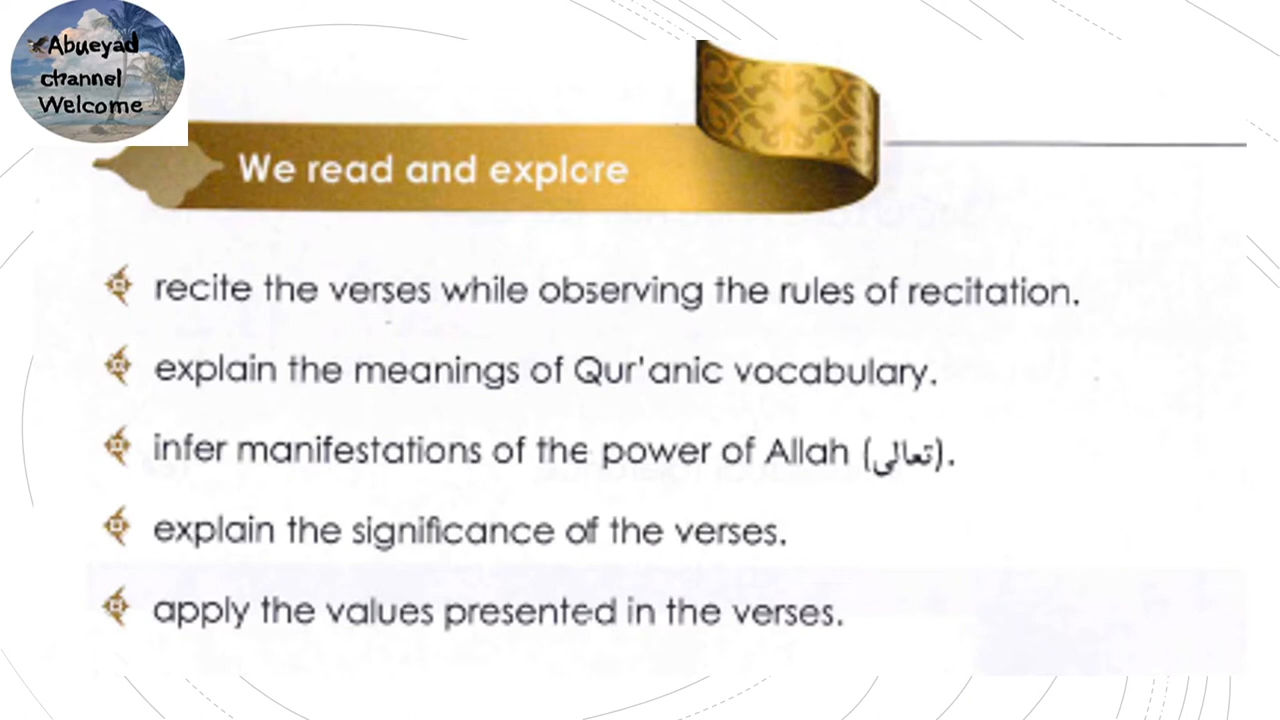 Abueyad
channel
Welcome
We read and explore
recite the verses while observing the rules of recitation.
explain the meanings of Qur'anic vocabulary.
infer manifestations of the power of Allah (تعالى).
explain the significance of the verses.
apply the values presented in the verses.